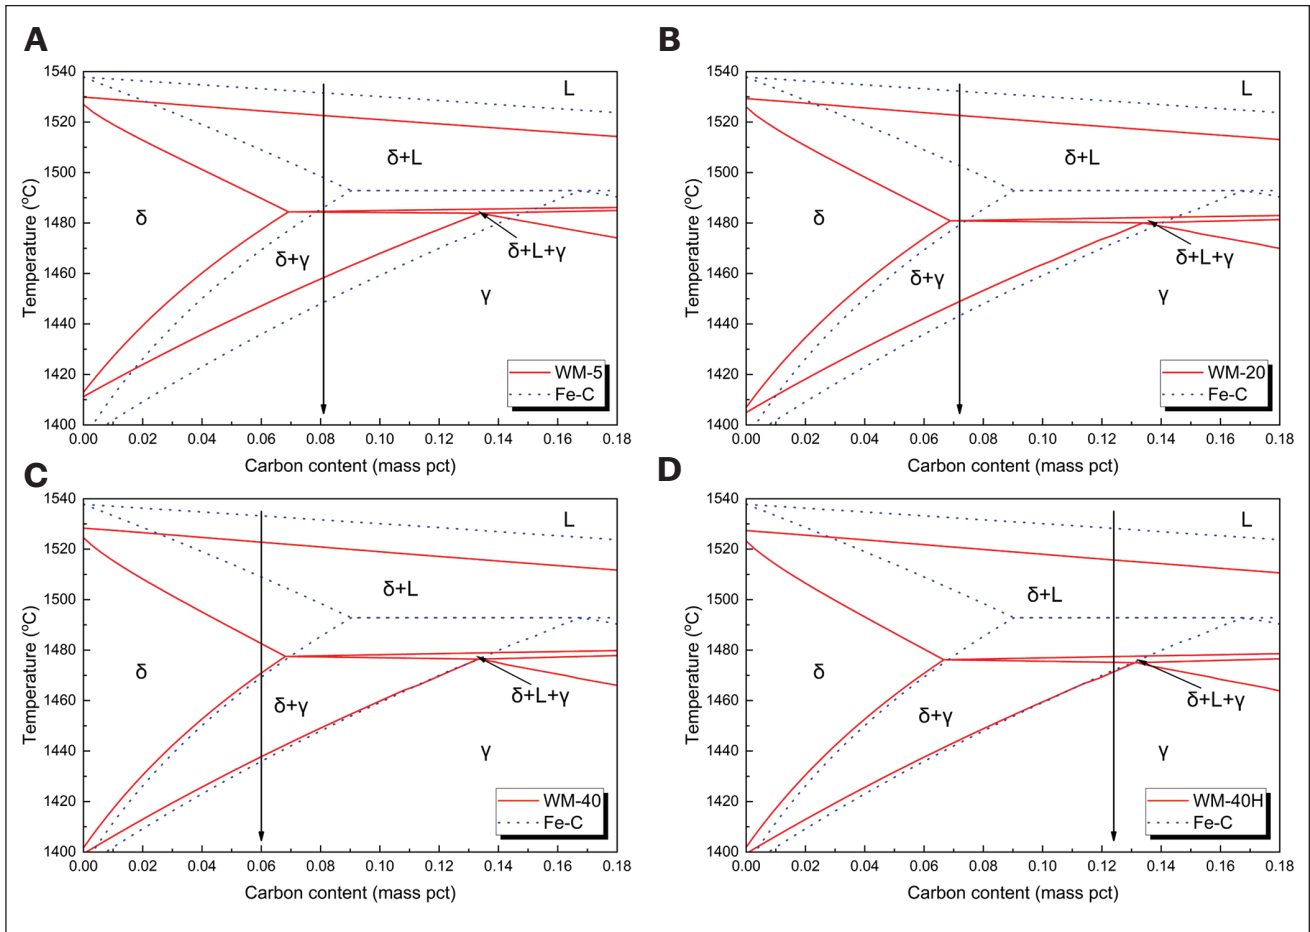 A
Temperature (°C)
1540
1520
1500
1480
1460
1440
1420
1400
L
δ+L
δ
δ+γ
δ+L+γ
γ
WM-5
Fe-C
0.00 0.02 0.04 0.06 0.08 0.10 0.12 0.14 0.16 0.18
Carbon content (mass pct)
B
Temperature (°C)
1540
1520
1500
1480
1460
1440
1420
1400
L
δ+L
δ
δ+γ
δ+L+γ
γ
WM-20
Fe-C
0.00 0.02 0.04 0.06 0.08 0.10 0.12 0.14 0.16 0.18
Carbon content (mass pct)
C
Temperature (°C)
1540
1520
1500
1480
1460
1440
1420
1400
L
δ+L
δ
δ+γ
δ+L+γ
γ
WM-40
Fe-C
0.00 0.02 0.04 0.06 0.08 0.10 0.12 0.14 0.16 0.18
Carbon content (mass pct)
D
Temperature (°C)
1540
1520
1500
1480
1460
1440
1420
1400
L
δ+L
δ
δ+γ
δ+L+γ
γ
WM-40H
Fe-C
0.00 0.02 0.04 0.06 0.08 0.10 0.12 0.14 0.16 0.18
Carbon content (mass pct)